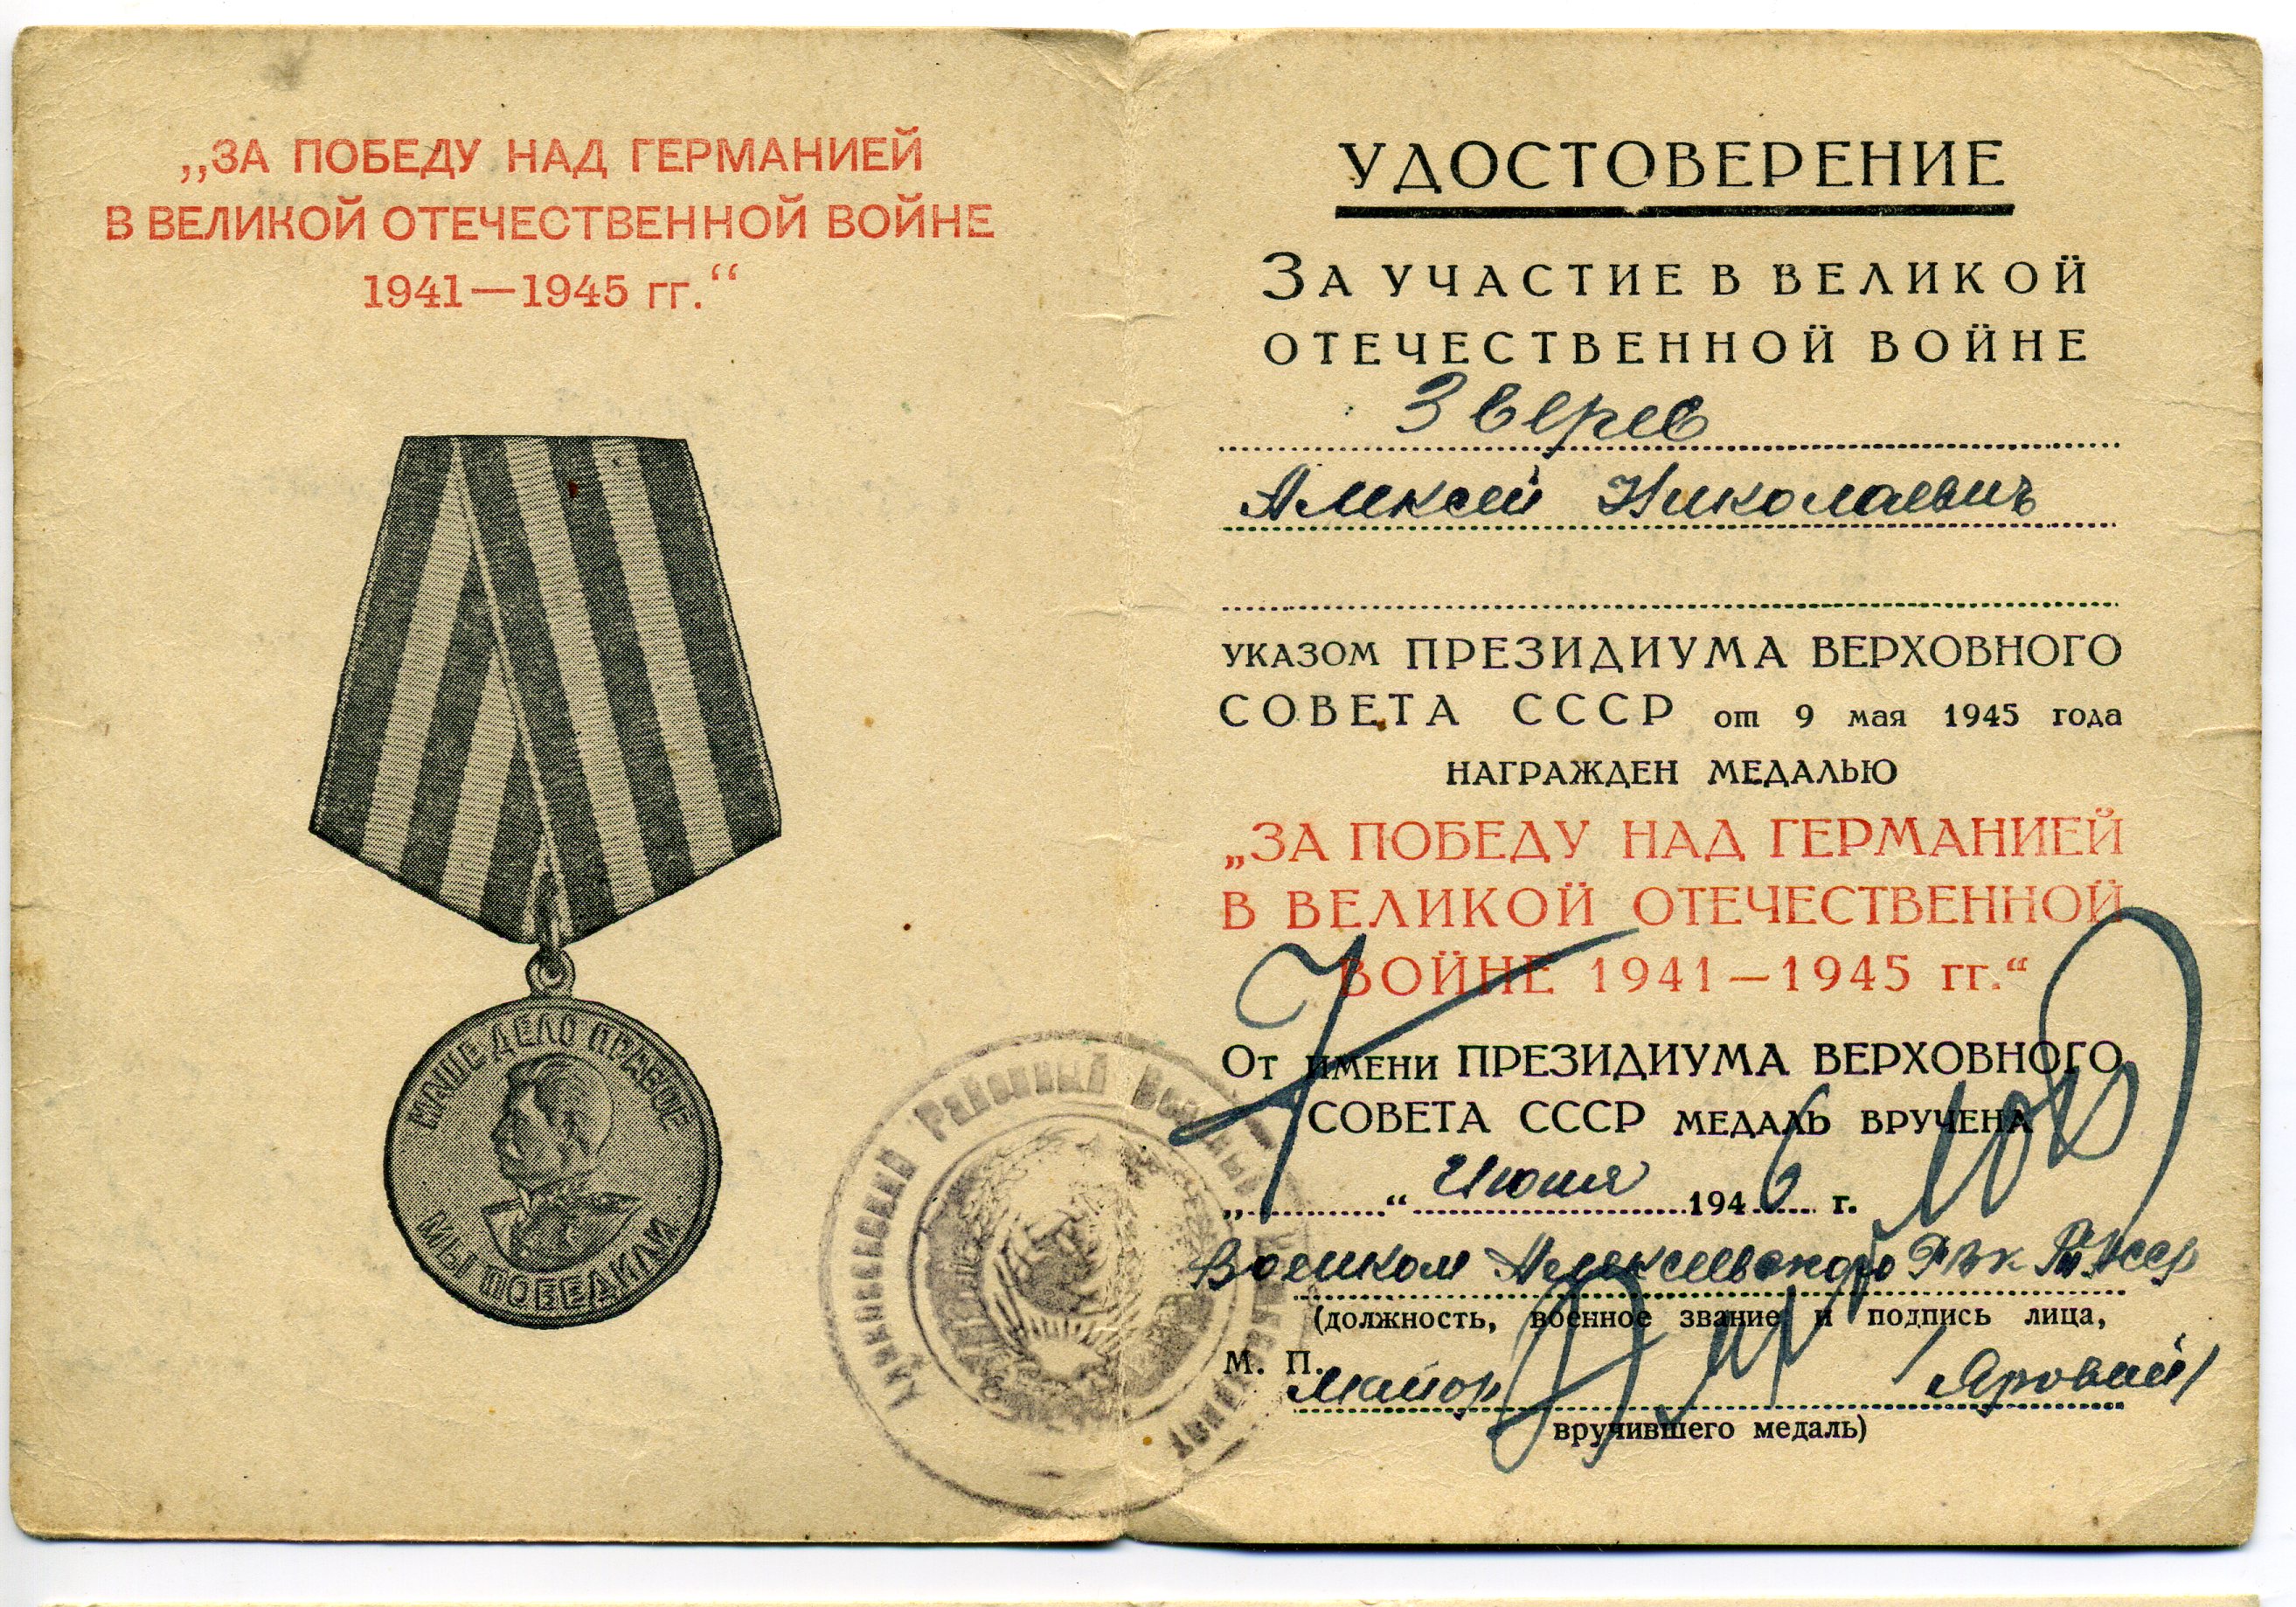 „ЗА ПОБЕДУ НАД ГЕРМАНИЕЙ
В ВЕЛИКОЙ ОТЕЧЕСТВЕННОЙ ВОЙНЕ
1941—1945 гг.“
НАШЕ ДЕЛО ПРАВОЕ
МЫ ПОБЕДИЛИ
УДОСТОВЕРЕНИЕ
ЗА УЧАСТИЕ В ВЕЛИКОЙ
ОТЕЧЕСТВЕННОЙ ВОЙНЕ
Зверев
Алексей Николаевич
УКАЗОМ ПРЕЗИДИУМА ВЕРХОВНОГО
СОВЕТА СССР от 9 мая 1945 года
НАГРАЖДЕН МЕДАЛЬЮ
„ЗА ПОБЕДУ НАД ГЕРМАНИЕЙ
В ВЕЛИКОЙ ОТЕЧЕСТВЕННОЙ
ВОЙНЕ 1941—1945 гг.“
От имени ПРЕЗИДИУМА ВЕРХОВНОГО
СОВЕТА СССР МЕДАЛЬ ВРУЧЕНА
„ “ Июня 1946 г.
Военком Алексеевского
(должность, военное звание и подпись лица,
М. П. Майор Яровой
вручившего медаль)
Районный